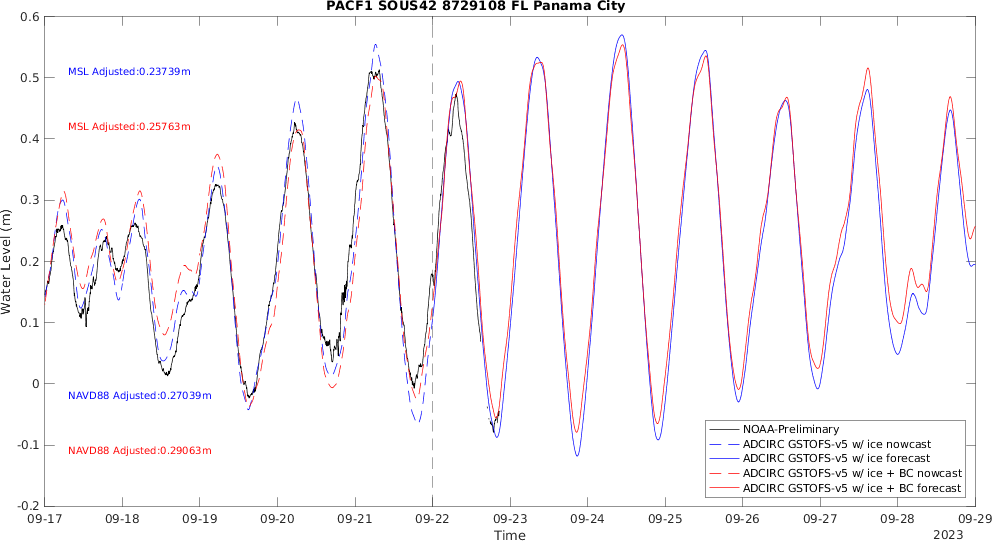 PACF1 SOUS42 8729108 FL Panama City
Water Level (m)
0.6
0.5
0.4
0.3
0.2
0.1
0
-0.1
-0.2
MSL Adjusted:0.23739m
MSL Adjusted:0.25763m
NAVD88 Adjusted:0.27039m
NAVD88 Adjusted:0.29063m
NOAA-Preliminary
ADCIRC GSTOFS-v5 w/ ice nowcast
ADCIRC GSTOFS-v5 w/ ice forecast
ADCIRC GSTOFS-v5 w/ ice + BC nowcast
ADCIRC GSTOFS-v5 w/ ice + BC forecast
09-17 09-18 09-19 09-20 09-21 09-22 09-23 09-24 09-25 09-26 09-27 09-28 09-29
Time 2023